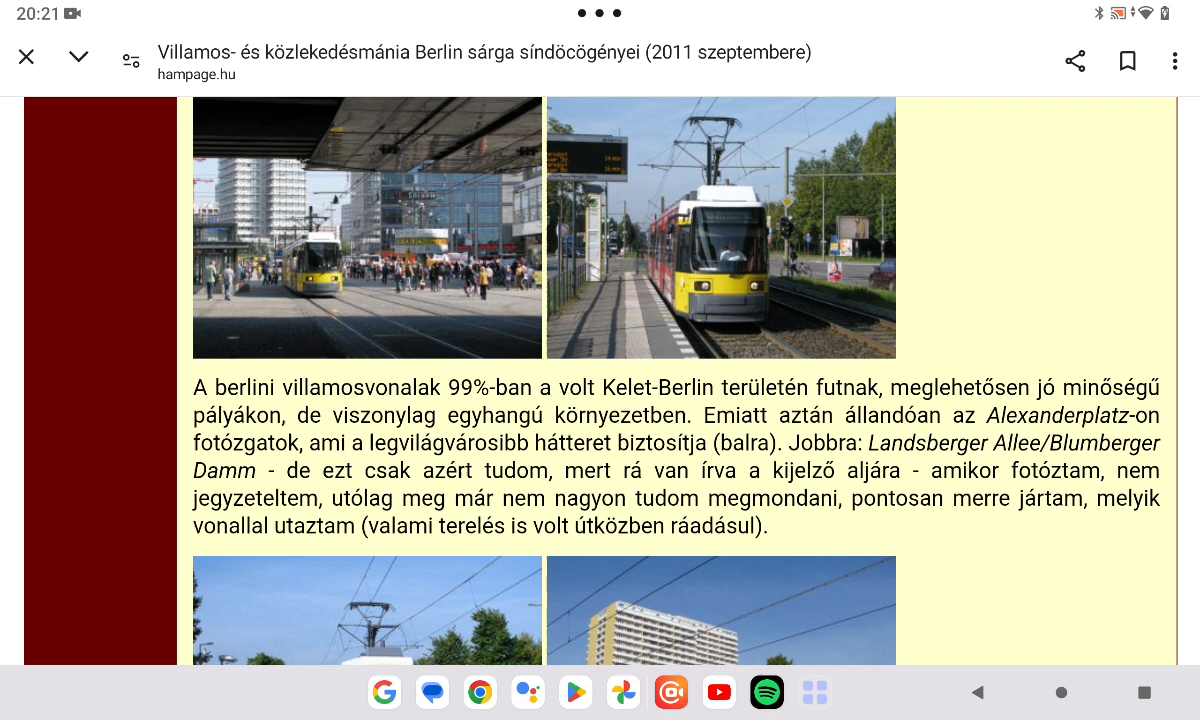 20:21
Villamos- és közlekedésmánia Berlin sárga síndöcögényei (2011 szeptembere)
hampage.hu
A berlini villamosvonalak 99%-ban a volt Kelet-Berlin területén futnak, meglehetősen jó minőségű
pályákon, de viszonylag egyhangú környezetben. Emiatt aztán állandóan az Alexanderplatz-on
fotózgatok, ami a legvilágvárosibb hátteret biztosítja (balra). Jobbra: Landsberger Allee/Blumberger
Damm - de ezt csak azért tudom, mert rá van írva a kijelző aljára - amikor fotóztam, nem
jegyzeteltem, utólag meg már nem nagyon tudom megmondani, pontosan merre jártam, melyik
vonallal utaztam (valami terelés is volt útközben ráadásul).